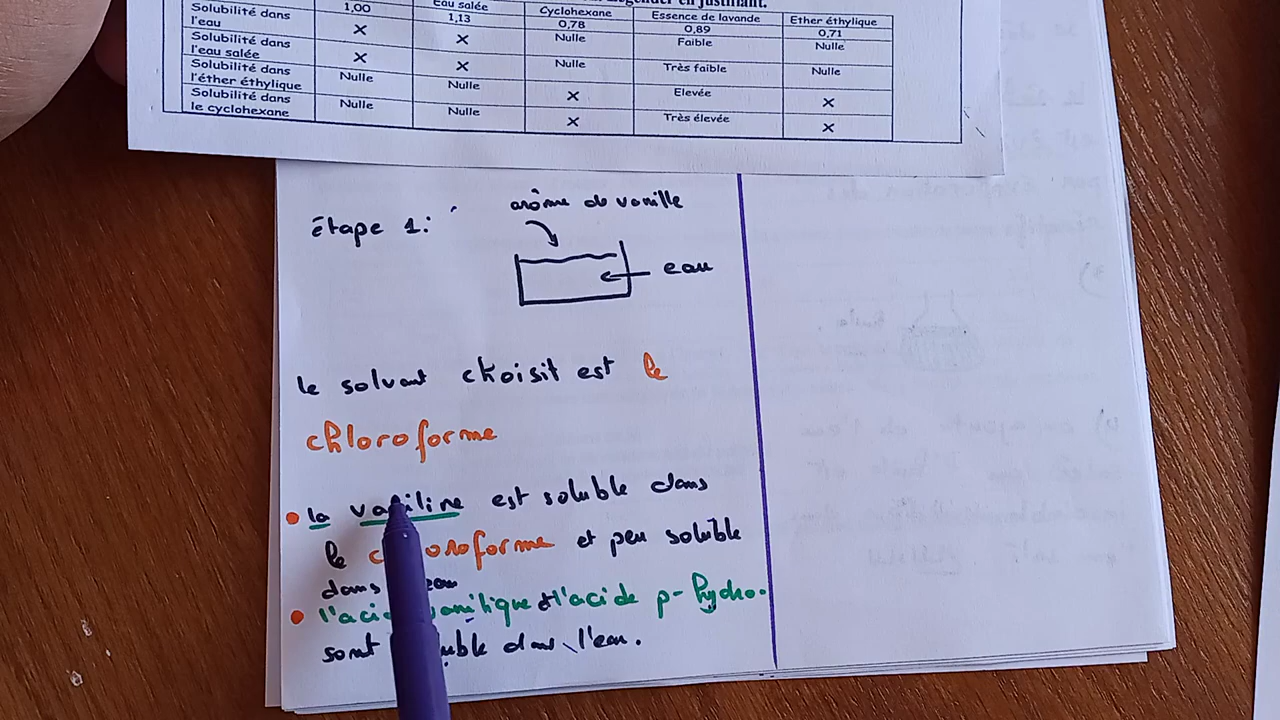 en justifiant.
1,00 Eau salée Cyclohexane Essence de lavande Ether éthylique
1,13 0,78 0,89 0,71
Solubilité dans l'eau × × Nulle Faible Nulle
Solubilité dans l'eau salée × × Nulle Très faible Nulle
Solubilité dans l'éther éthylique Nulle Nulle × Elevée ×
Solubilité dans le cyclohexane Nulle Nulle × Très élevée ×
Étape 1:
arôme de vanille
eau
le solvant choisit est le
chloroforme
• la vaniline est soluble dans
le chloroforme et peu soluble
dans
• l'acide vanilique et l'acide p-hydro.
sont dans l'eau.